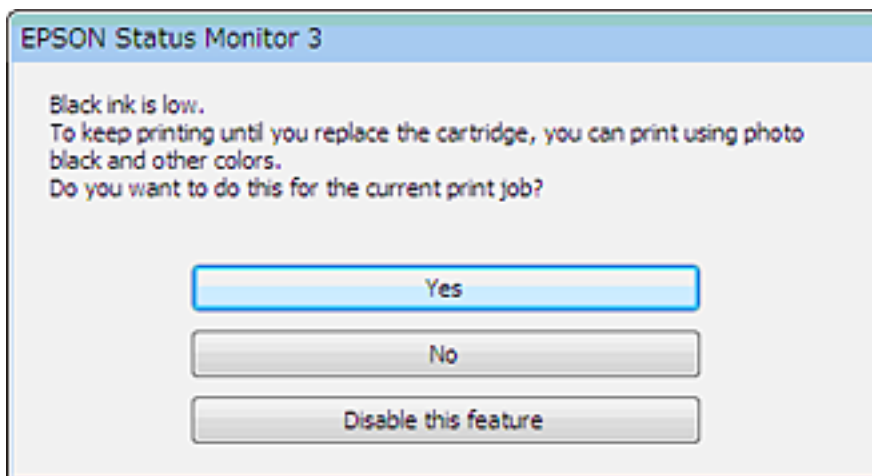 EPSON Status Monitor 3
Black ink is low.
To keep printing until you replace the cartridge, you can print using photo
black and other colors.
Do you want to do this for the current print job?
Yes
No
Disable this feature